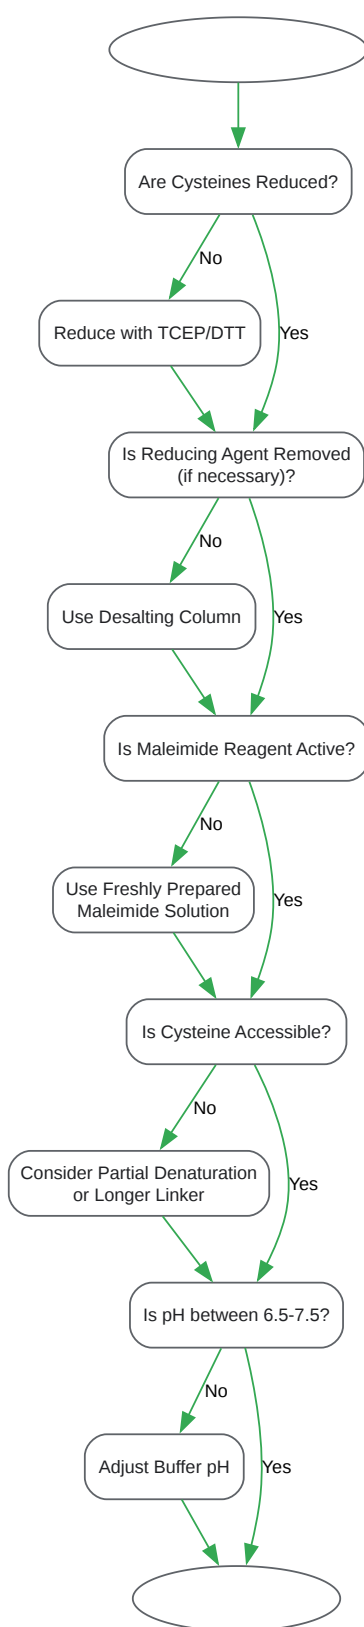 Are Cysteines Reduced?
No
Reduce with TCEP/DTT
Yes
Is Reducing Agent Removed
(if necessary)?
No
Use Desalting Column
Yes
Is Maleimide Reagent Active?
No
Use Freshly Prepared
Maleimide Solution
Yes
Is Cysteine Accessible?
No
Consider Partial Denaturation
or Longer Linker
Yes
Is pH between 6.5-7.5?
No
Adjust Buffer pH
Yes